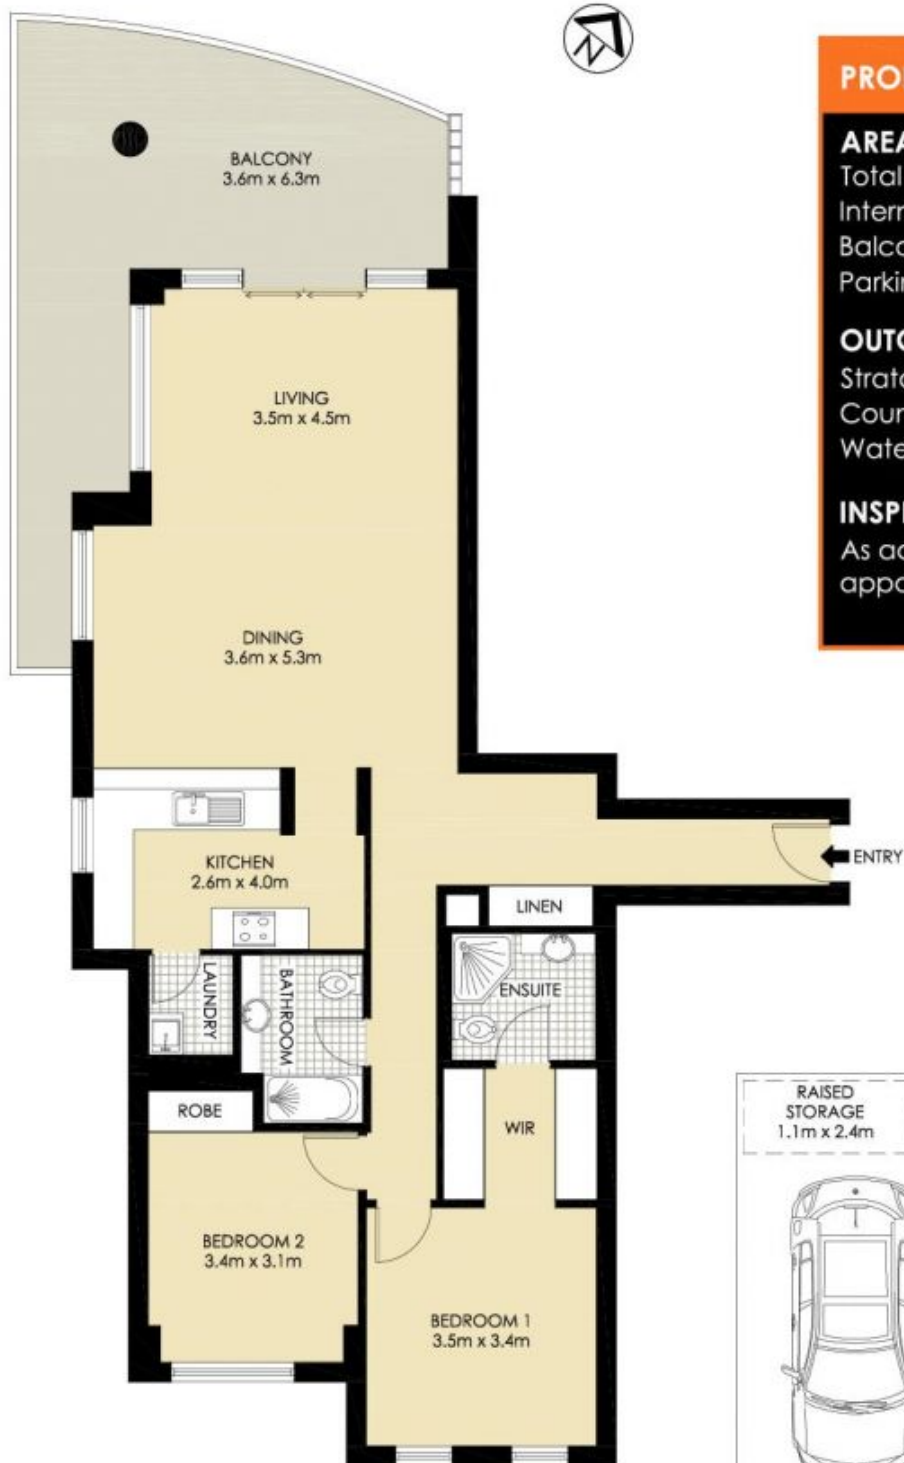 N
BALCONY
3.6m x 6.3m
LIVING
3.5m x 4.5m
DINING
3.6m x 5.3m
KITCHEN
2.6m x 4.0m
ENTRY
LINEN
ENSUITE
LAUNDRY
BATHROOM
ROBE
WIR
BEDROOM 2
3.4m x 3.1m
BEDROOM 1
3.5m x 3.4m
RAISED
STORAGE
1.1m x 2.4m
Total
As